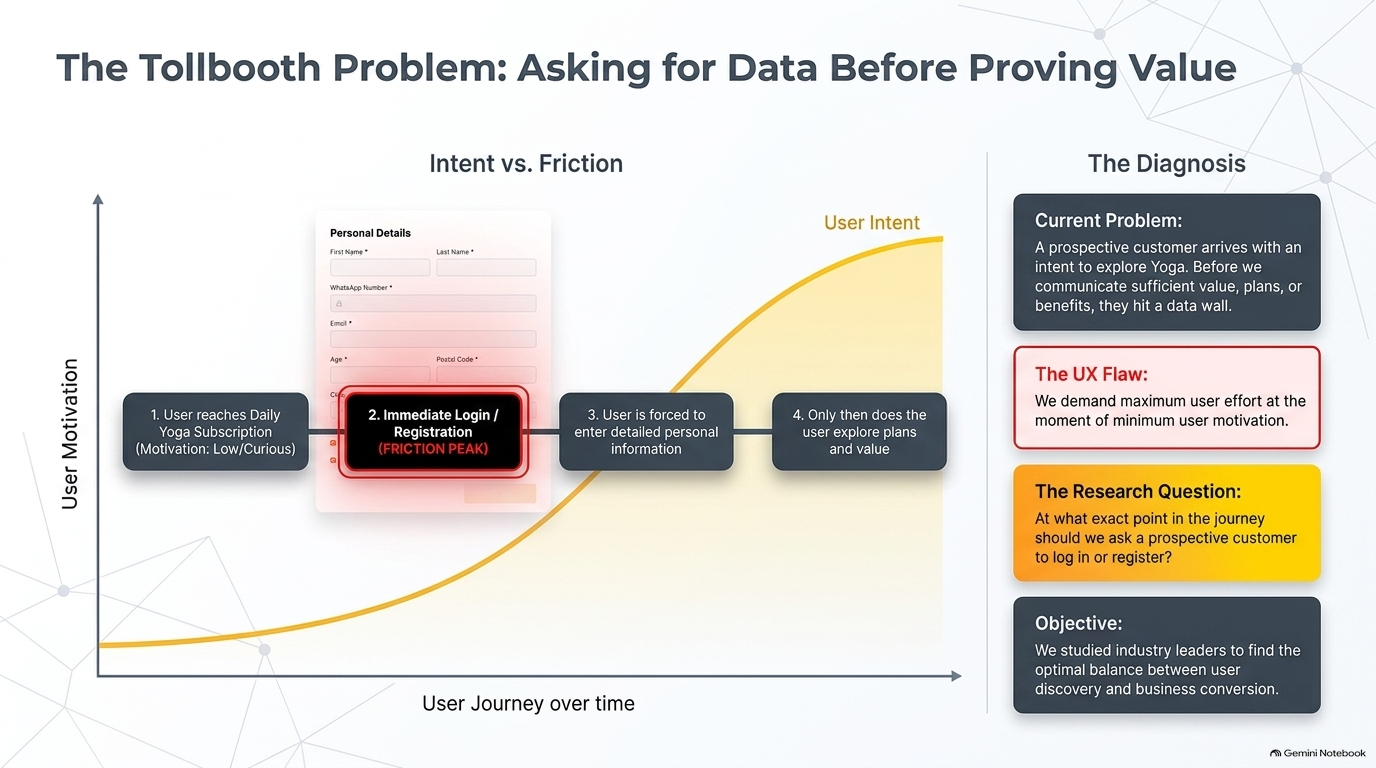 The Tollbooth Problem: Asking for Data Before Proving Value
Intent vs. Friction
User Motivation
User Intent
Personal Details
First Name *
Last Name *
WhatsApp Number *
Email *
Age *
Postal Code *
1. User reaches Daily
Yoga Subscription
(Motivation: Low/Curious)
2. Immediate Login /
Registration
(FRICTION PEAK)
3. User is forced to
enter detailed personal
information
4. Only then does the
user explore plans
and value
User Journey over time
The Diagnosis
Current Problem:
A prospective customer arrives with an
intent to explore Yoga. Before we
communicate sufficient value, plans, or
benefits, they hit a data wall.
The UX Flaw:
We demand maximum user effort at the
moment of minimum user motivation.
The Research Question:
At what exact point in the journey
should we ask a prospective customer
to log in or register?
Objective:
We studied industry leaders to find the
optimal balance between user
discovery and business conversion.
Gemini Notebook